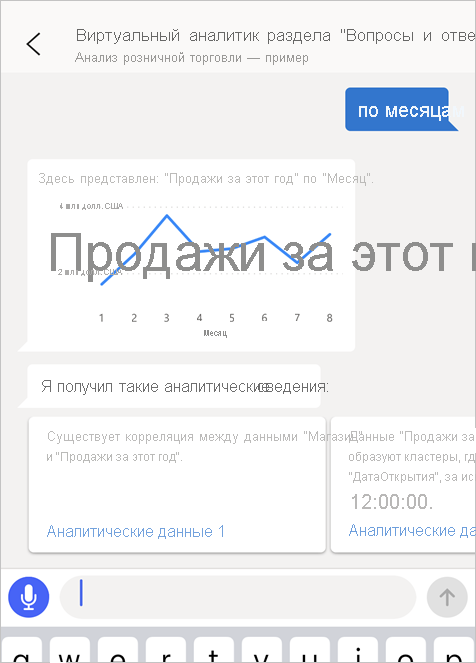 Виртуальный аналитик раздела "Вопросы и отве
Анализ розничной торговли — пример
по месяцам
Здесь представлен: "Продажи за этот год" по "Месяц".
4 млн долл. США
Продажи за этот
2 млн долл. США
1 2 3 4 5 6 7 8
Месяц
Я получил такие аналитические сведения:
Существует корреляция между данными "Магазин"
и "Продажи за этот год".
Аналитические данные 1
Данные "Продажи за
образуют кластеры, гд
"ДатаОткрытия", за ис
12:00:00.
Аналитические да
q w e r t y u i o p